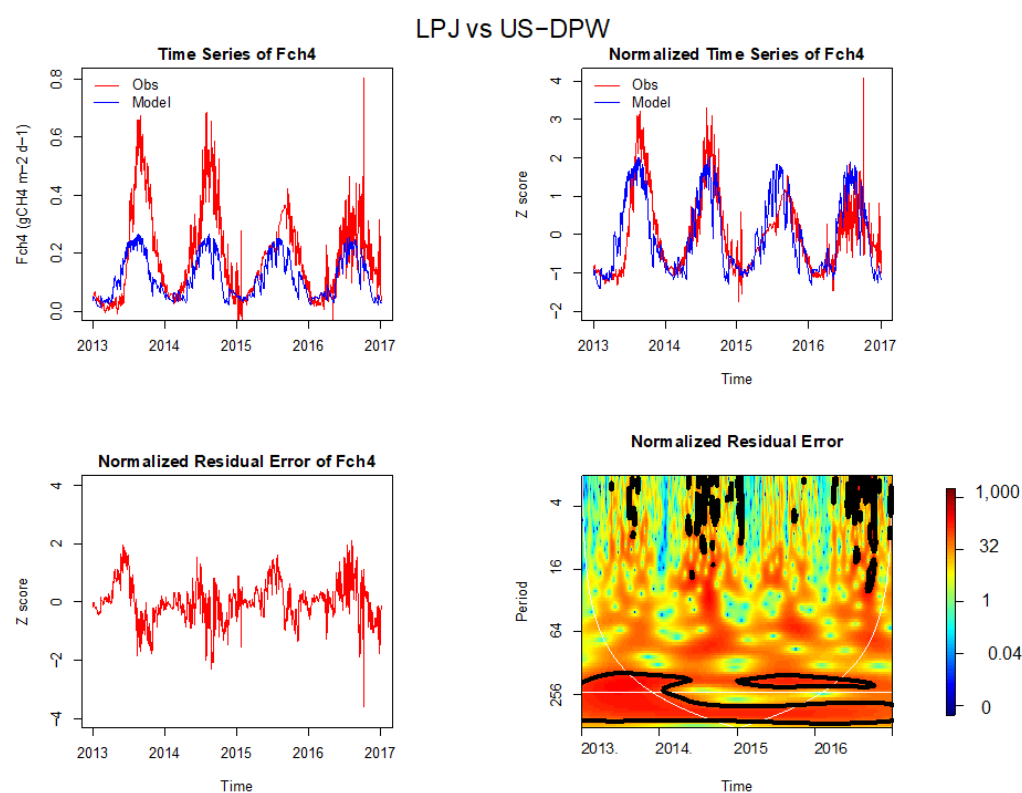 LPJ vs US−DPW
Time Series of Fch4
Fch4 (gCH4 m−2 d−1)
0.8
0.6
0.4
0.2
0.0
Obs
Model
2013 2014 2015 2016 2017
Normalized Time Series of Fch4
Z score
4
3
2
1
0
−1
−2
Obs
Model
2013 2014 2015 2016 2017
Time
Normalized Residual Error of Fch4
Z score
4
2
0
−2
−4
2013 2014 2015 2016 2017
Time
Normalized Residual Error
Period
4
16
64
256
2013. 2014. 2015 2016
Time
1,000
32
1
0.04
0